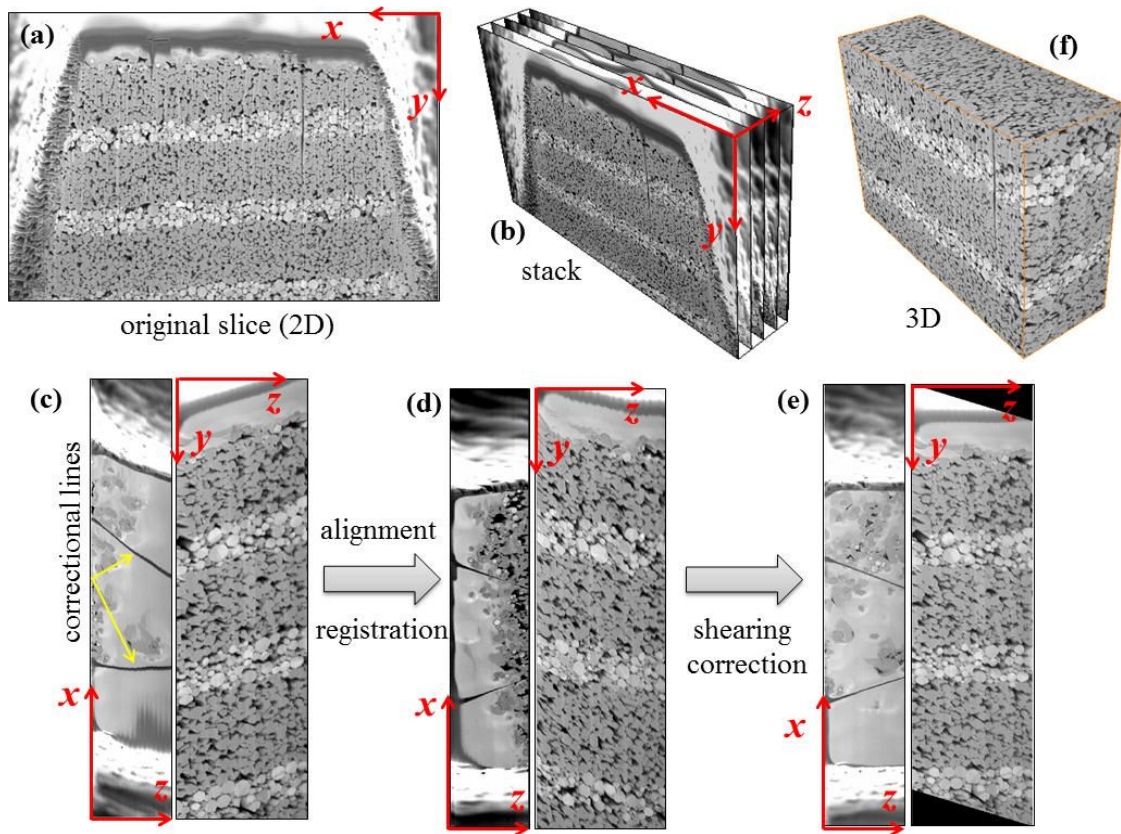 (a)
x
y
original slice (2D)
(b)
x
z
y
stack
(f)
3D
(c)
correctional lines
x
z
z
y
alignment
registration
(d)
x
z
z
y
shearing
correction
(e)
x
z
z
y